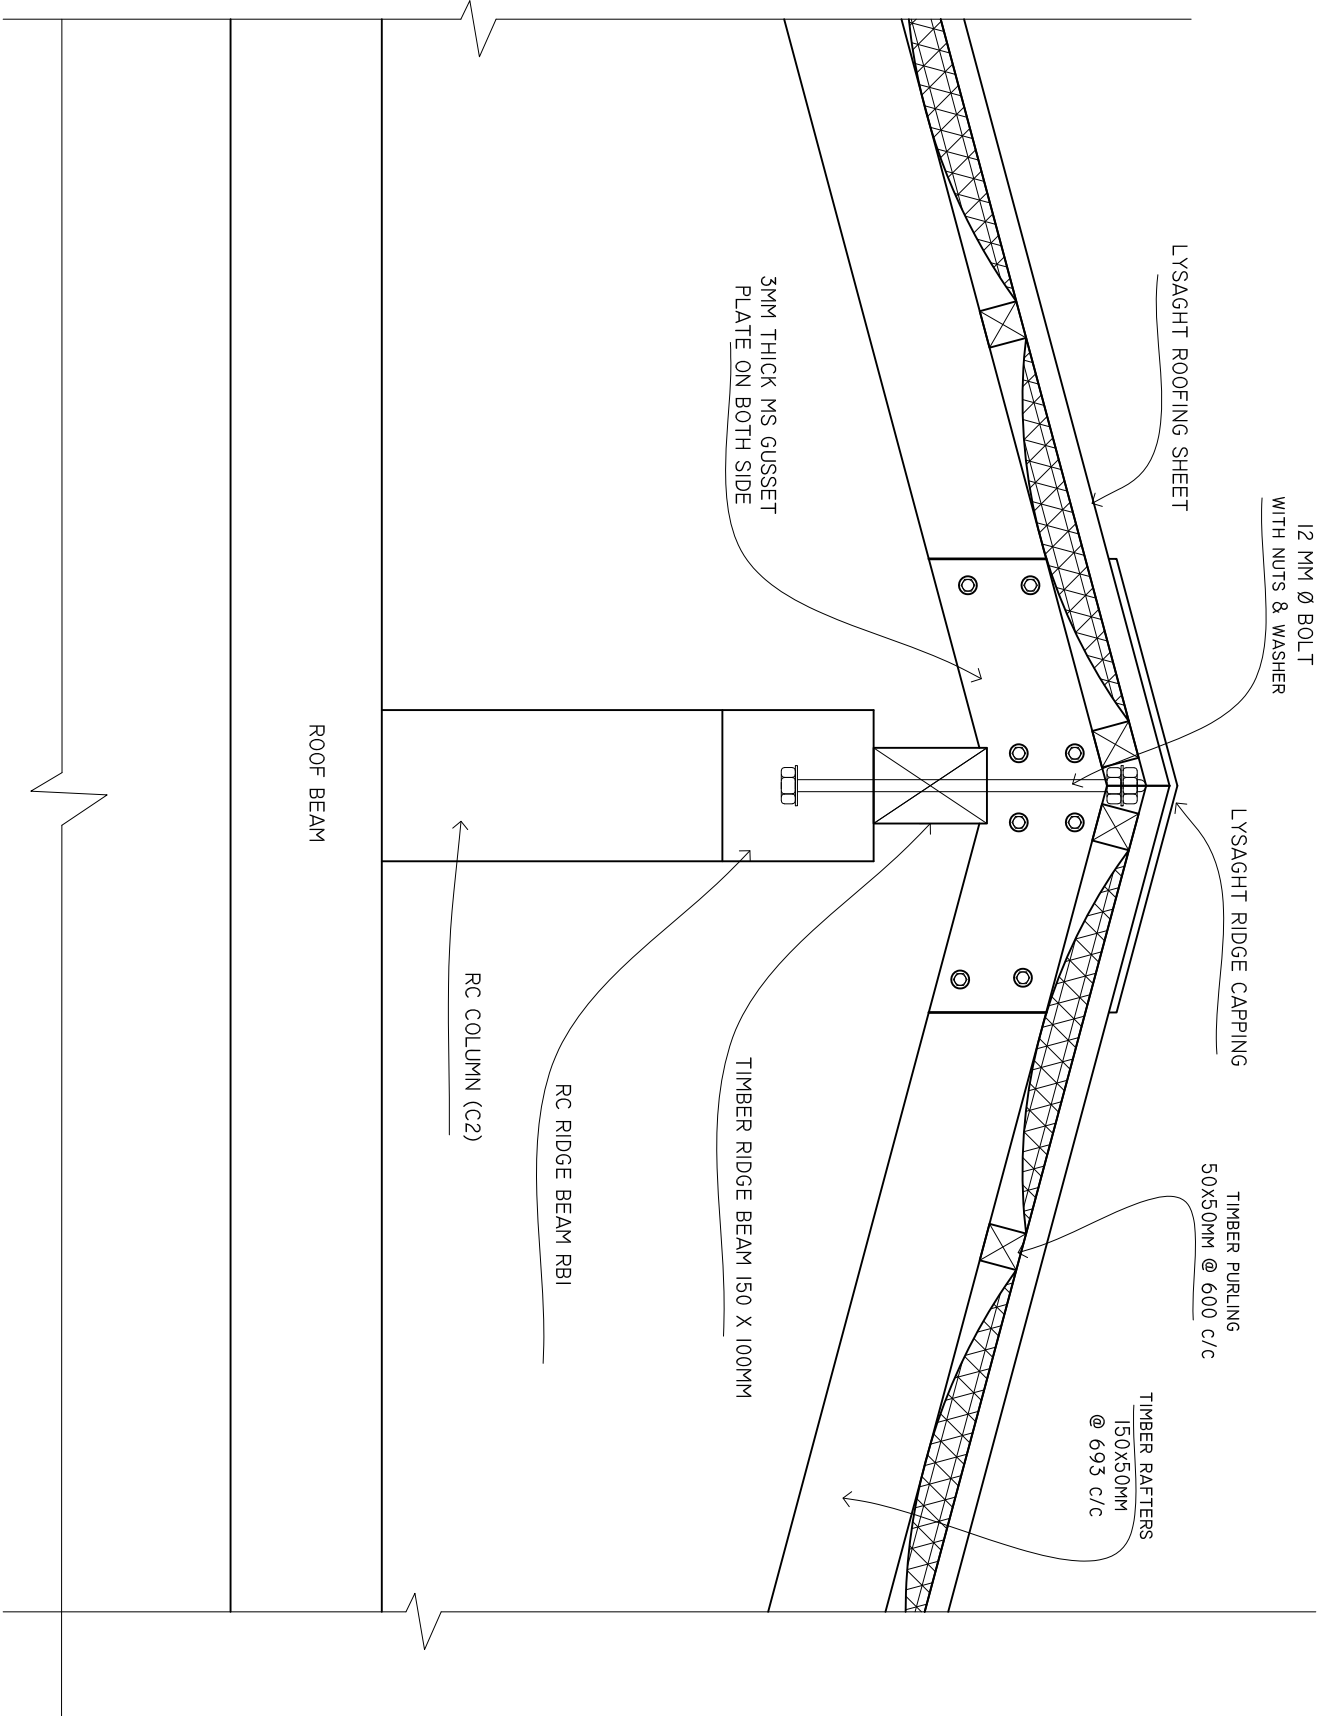 12 MM Ø BOLT
WITH NUTS & WASHER
LYSAGHT RIDGE CAPPING
TIMBER PURLING
50x50MM @ 600 C/C
LYSAGHT ROOFING SHEET
TIMBER RAFTERS
150x50MM
@ 693 C/C
3MM THICK MS GUSSET
PLATE ON BOTH SIDE
TIMBER RIDGE BEAM 150 X 100MM
RC RIDGE BEAM RB1
RC COLUMN (C2)
ROOF BEAM